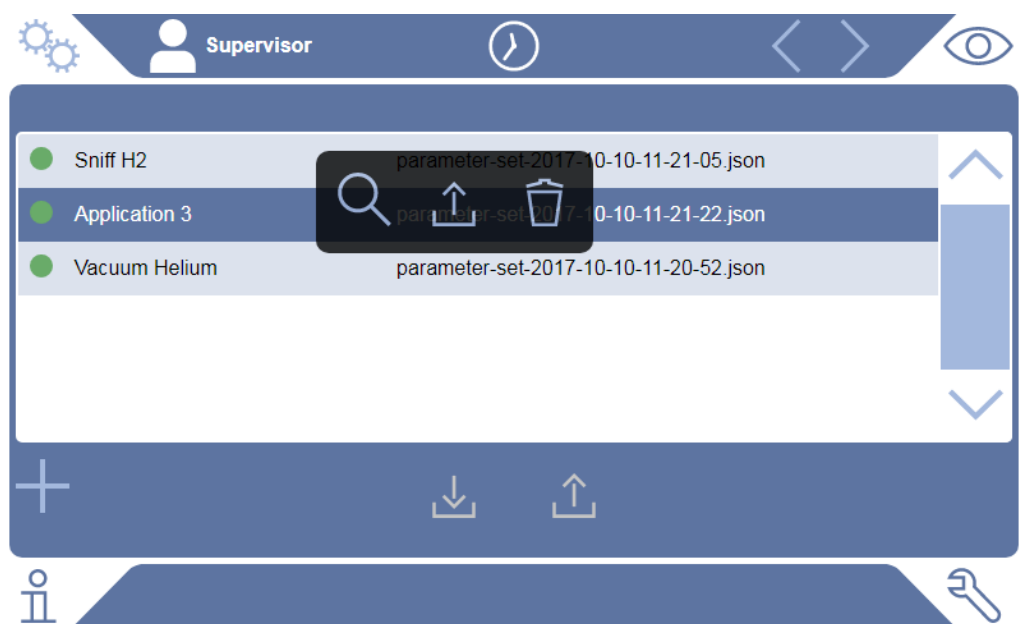 Supervisor
Sniff H2 parameter-set-2017-10-10-11-21-05.json
Application 3 parameter-set-2017-10-10-11-21-22.json
Vacuum Helium parameter-set-2017-10-10-11-20-52.json